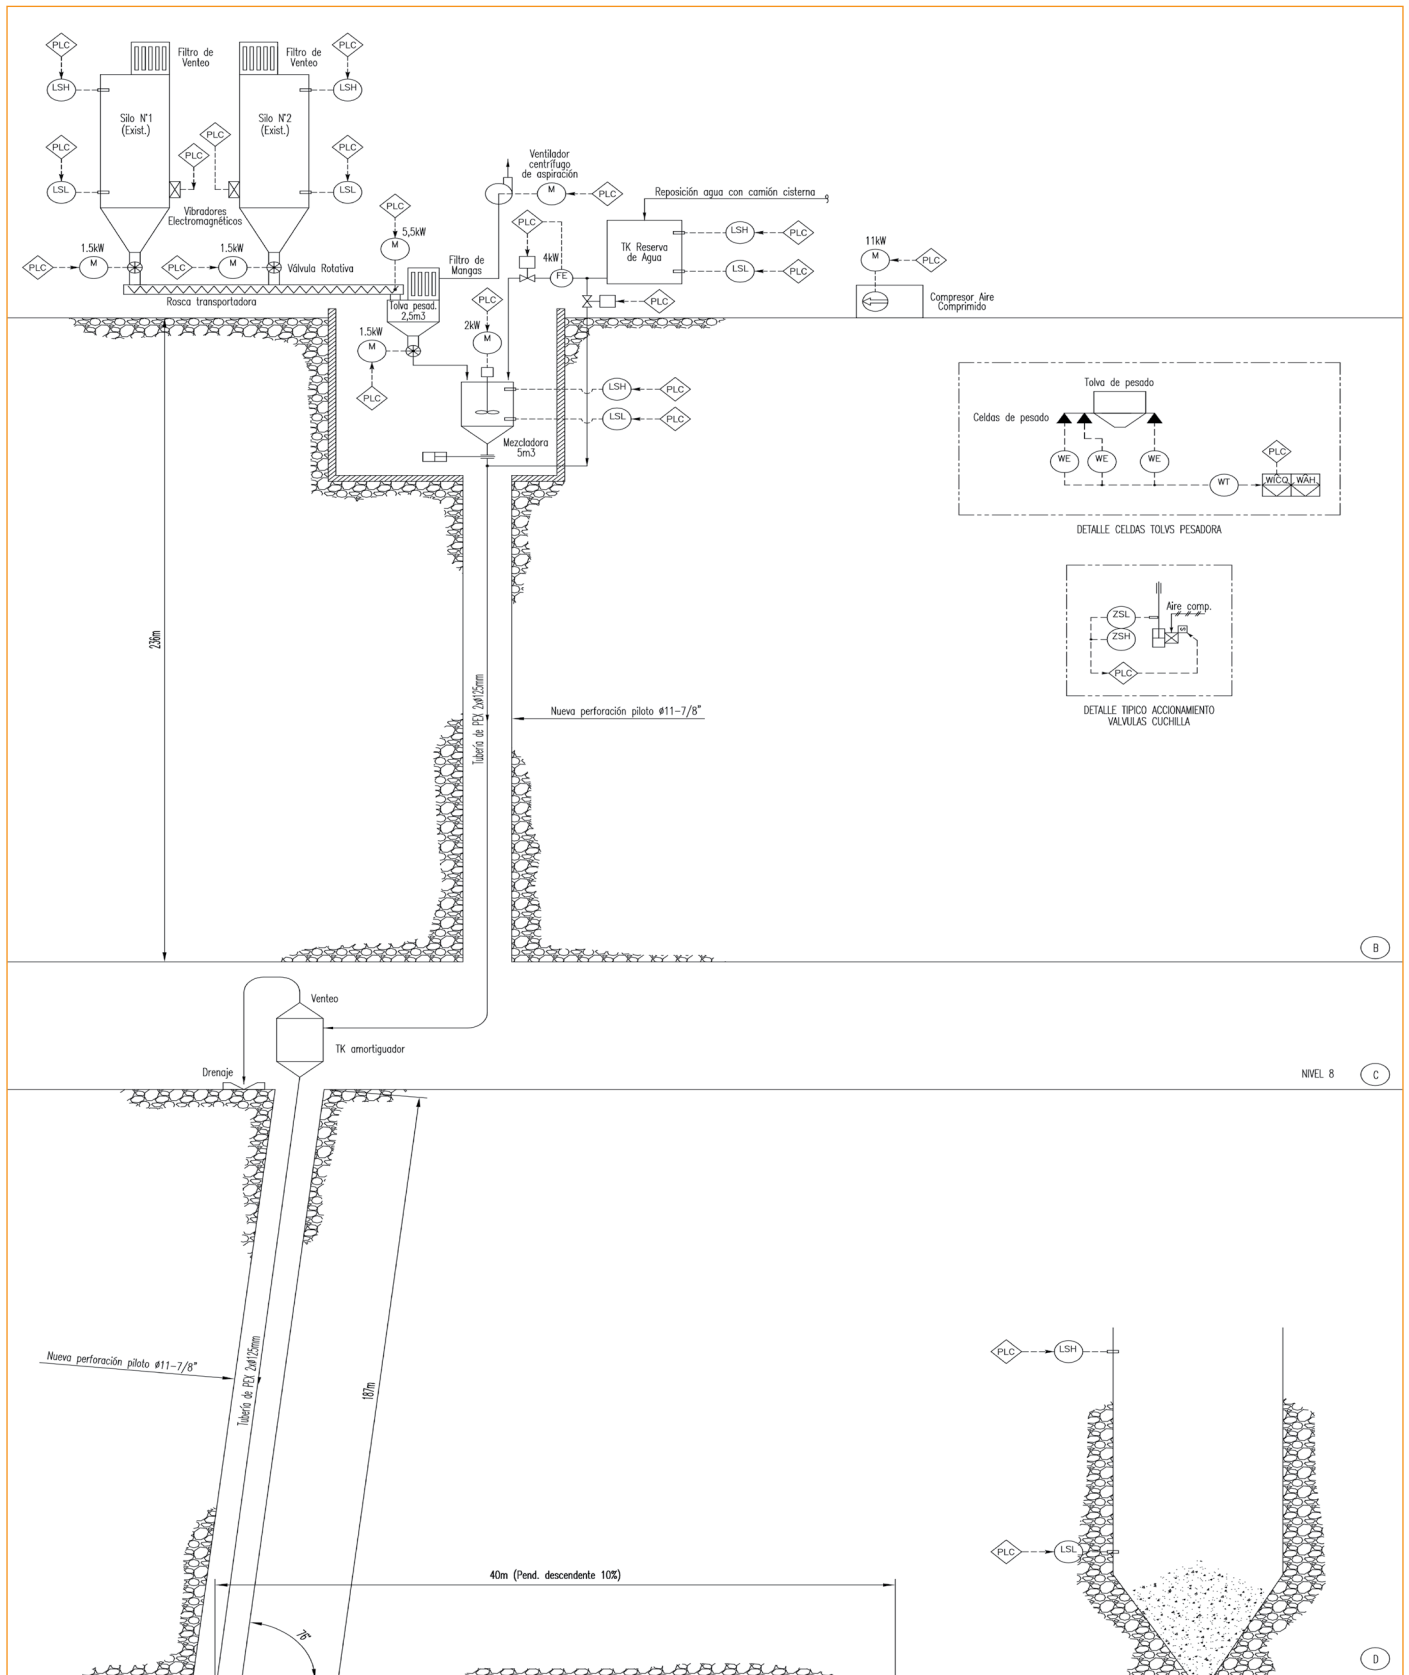 PLC
PLC
Filtro de
Venteo
Filtro de
Venteo
LSH
LSH
Silo N°1
(Exist.)
Silo N°2
(Exist.)
PLC
PLC
PLC
PLC
LSL
LSL
Vibradores
Electromagnéticos
Ventilador
centrífugo
de aspiración
M
PLC
Reposición agua con camión cisterna
PLC
5,5kW
M
PLC
TK Reserva
de Agua
LSH
PLC
LSL
PLC
1.5kW
PLC
M
1.5kW
PLC
M
Válvula Rotativa
Filtro de
Mangas
4kW
FE
11kW
M
PLC
Compresor Aire
Comprimido
Rosca transportadora
Tolva pesad.
2,5m3
PLC
PLC
2kW
M
1.5kW
M
PLC
LSH
PLC
LSL
PLC
Mezcladora
5m3
Tolva de pesado
Celdas de pesado
WE
WE
WE
WT
PLC
WICQ
WAH
DETALLE CELDAS TOLVS PESADORA
Aire comp.
ZSL
ZSH
S
PLC
DETALLE TIPICO ACCIONAMIENTO
VALVULAS CUCHILLA
236m
Tubería de PEX 2xø125mm
Nueva perforación piloto ø11-7/8"
B
Venteo
TK amortiguador
Drenaje
NIVEL 8
C
Nueva perforación piloto ø11-7/8"
Tubería de PEX 2xø125mm
187m
PLC
LSH
PLC
LSL
40m (Pend. descendente 10%)
76°
D